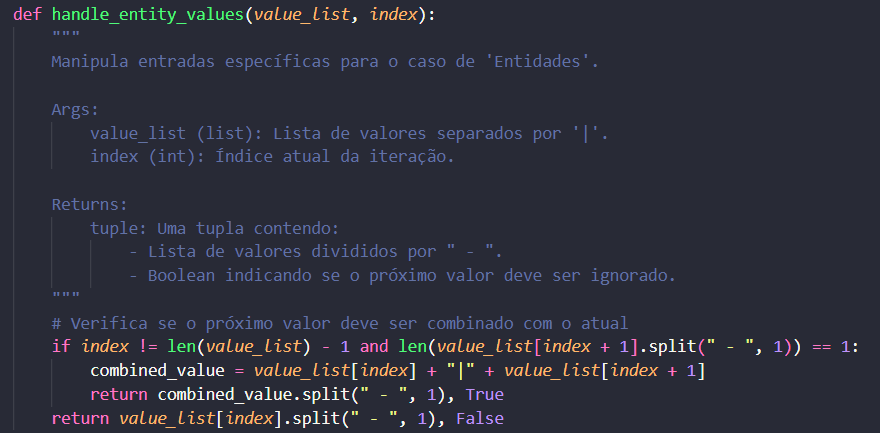 def handle_entity_values(value_list, index):
    """
    Manipula entradas específicas para o caso de 'Entidades'.

    Args:
        value_list (list): Lista de valores separados por '|'.
        index (int): Índice atual da iteração.

    Returns:
        tuple: Uma tupla contendo:
            - Lista de valores divididos por " - ".
            - Boolean indicando se o próximo valor deve ser ignorado.
    """
    # Verifica se o próximo valor deve ser combinado com o atual
    if index != len(value_list) - 1 and len(value_list[index + 1].split(" - ", 1)) == 1:
        combined_value = value_list[index] + "|" + value_list[index + 1]
        return combined_value.split(" - ", 1), True
    return value_list[index].split(" - ", 1), False